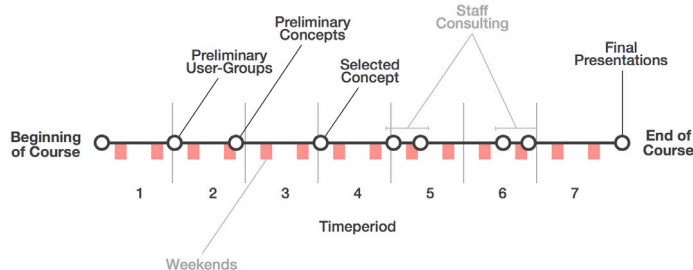 Staff
Consulting
Preliminary
Concepts
Preliminary
User-Groups
Selected
Concept
Final
Presentations
Beginning
of Course
End of
Course
1 2 3 4 5 6 7
Timeperiod
Weekends